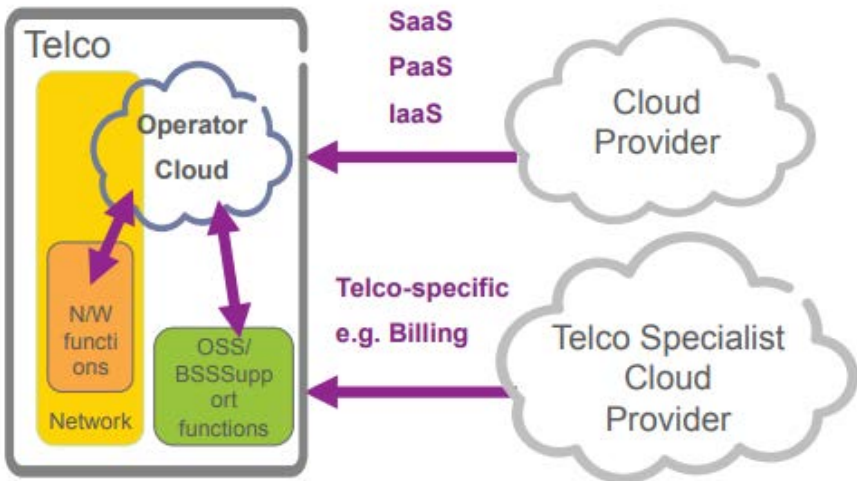 Telco
Operator
Cloud
N/W
functi
ons
Network
OSS/
BSSSupp
ort
functions
SaaS
PaaS
IaaS
Cloud
Provider
Telco-specific
e.g. Billing
Telco Specialist
Cloud
Provider